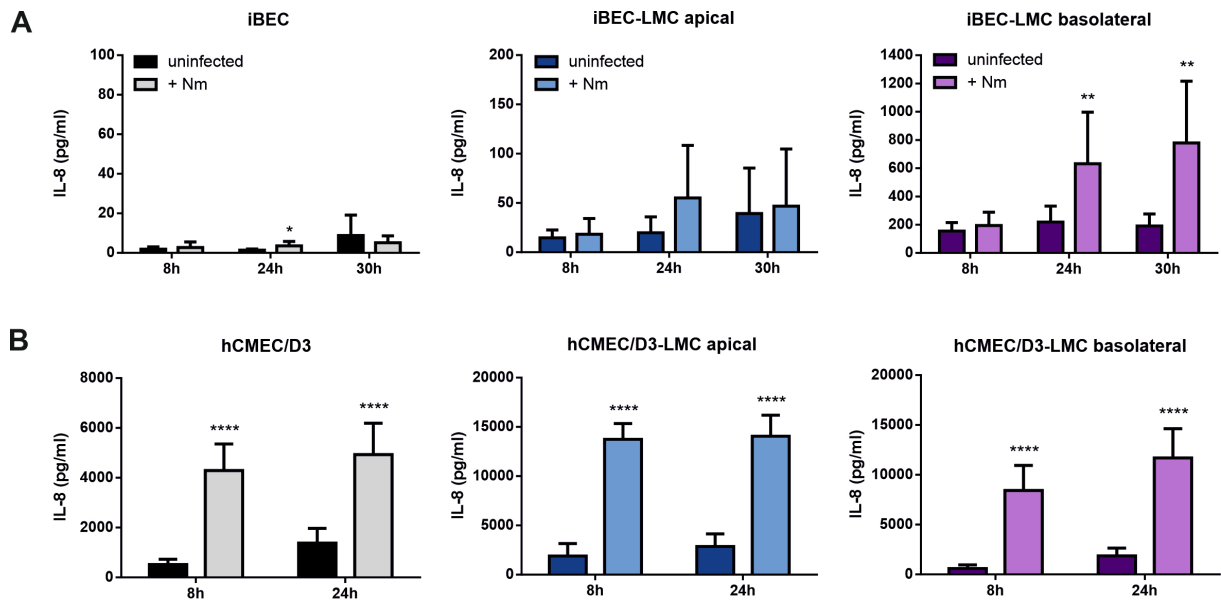 A
iBEC
IL-8 (pg/ml)
100
80
60
40
20
0
uninfected
+ Nm
*
8h
24h
30h
iBEC-LMC apical
IL-8 (pg/ml)
200
150
100
50
0
uninfected
+ Nm
8h
24h
30h
iBEC-LMC basolateral
IL-8 (pg/ml)
1400
1200
1000
800
600
400
200
0
uninfected
+ Nm
**
**
8h
24h
30h
B
hCMEC/D3
IL-8 (pg/ml)
8000
6000
4000
2000
0
****
****
8h
24h
hCMEC/D3-LMC apical
IL-8 (pg/ml)
20000
15000
10000
5000
0
****
****
8h
24h
hCMEC/D3-LMC basolateral
IL-8 (pg/ml)
20000
15000
10000
5000
0
****
****
8h
24h